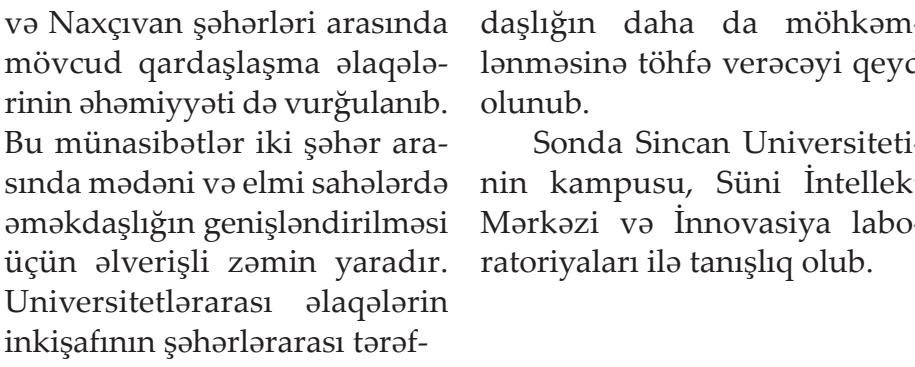 və Naxçıvan şəhərləri arasında
mövcud qardaşlaşma əlaqələ-
rinin əhəmiyyəti də vurğulanıb.
Bu münasibətlər iki şəhər ara-
sında mədəni və elmi sahələrdə
əməkdaşlığın genişləndirilməsi
üçün əlverişli zəmin yaradır.
Universitetlərarası əlaqələrin
inkişafının şəhərlərarası tərəf-
daşlığın daha da möhkəm-
lənməsinə töhfə verəcəyi qeyd
olunub.
Sonda Sincan Universiteti-
nin kampusu, Süni İntellekt
Mərkəzi və İnnovasiya labo-
ratoriyaları ilə tanışlıq olub.